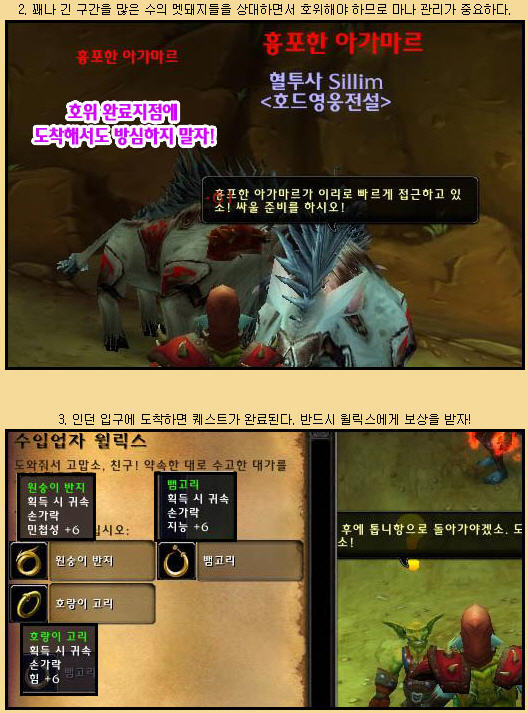 2. 꽤나 긴 구간을 많은 수의 멧돼지들을 상대하면서 호위해야 하므로 마나 관리가 중요하다.
흉포한 아가마르
흉포한 아가마르
혈투사 Sillim
<호드영웅전설>
호위 완료지점에
도착해서도 방심하지 말자!
흉포한 아가마르가 이리로 빠르게 접근하고 있
소! 싸울 준비를 하시오!
3. 인던 입구에 도착하면 퀘스트가 완료된다. 반드시 윌릭스에게 보상을 받자!
수입업자 윌릭스
도와줘서 고맙소, 친구! 약속한 대로 수고한 대가를
원숭이 반지
획득 시 귀속
손가락
민첩성 +6
뱀고리
획득 시 귀속
손가락
지능 +6
십시오:
원숭이 반지
뱀고리
호랑이 고리
호랑이 고리
획득 시 귀속
손가락
힘 +6
뱀고리
후에 톱니항으로 돌아가야겠소. 도
소!